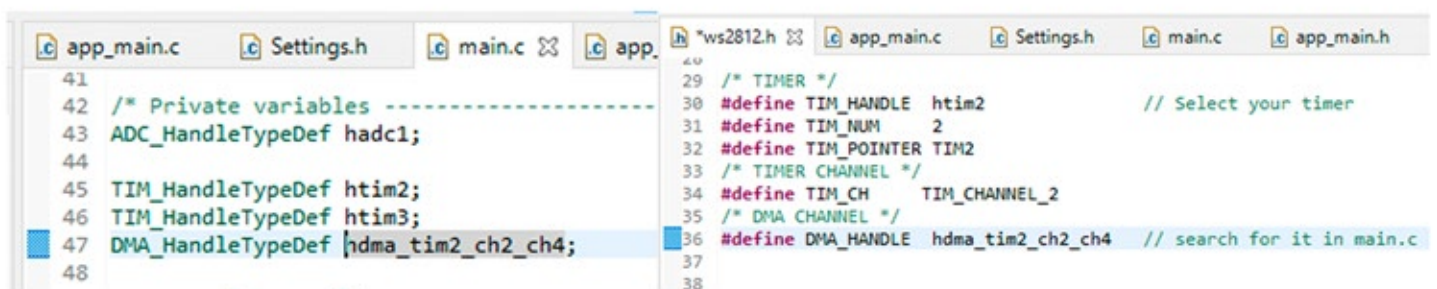 app_main.c Settings.h main.c app_
41
42 /* Private variables ---------------------
43 ADC_HandleTypeDef hadc1;
44
45 TIM_HandleTypeDef htim2;
46 TIM_HandleTypeDef htim3;
47 DMA_HandleTypeDef hdma_tim2_ch2_ch4;
48
*ws2812.h app_main.c Settings.h main.c app_main.h
28
29 /* TIMER */
30 #define TIM_HANDLE htim2 // Select your timer
31 #define TIM_NUM 2
32 #define TIM_POINTER TIM2
33 /* TIMER CHANNEL */
34 #define TIM_CH TIM_CHANNEL_2
35 /* DMA CHANNEL */
36 #define DMA_HANDLE hdma_tim2_ch2_ch4 // search for it in main.c
37
38